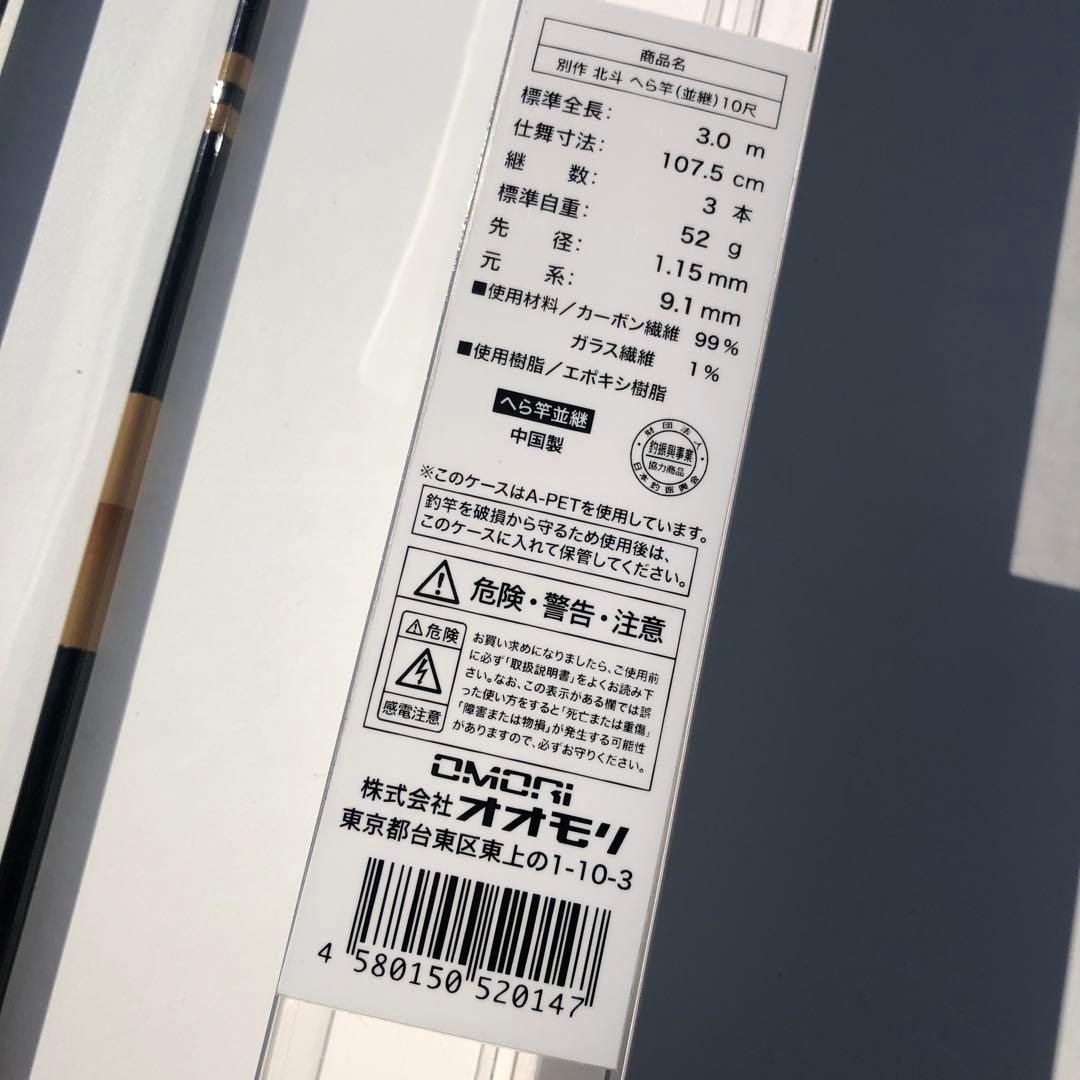 商品名
別作 北斗 へら竿(並継)10尺
標準全長: 3.0 m
仕舞寸法: 107.5 cm
継 数: 3 本
標準自重: 52 g
先 径: 1.15 mm
元 系: 9.1 mm
■使用材料/カーボン繊維 99%
ガラス繊維 1%
■使用樹脂/エポキシ樹脂
へら竿並継
中国製
財団法人
釣振興事業
協力商品
日本釣振興会
※このケースはA-PETを使用しています。
釣竿を破損から守るため使用後は、
このケースに入れて保管してください。
危険・警告・注意
危険
感電注意
お買い求めになりましたら、ご使用前
に必ず「取扱説明書」をよくお読み下
さい。なお、この表示がある欄では誤
った使い方をすると「死亡または重傷」
「障害または物損」が発生する可能性
がありますので、必ずお守りください。
OMORI
株式会社オオモリ
東京都台東区東上の1-10-3
4 580150 520147